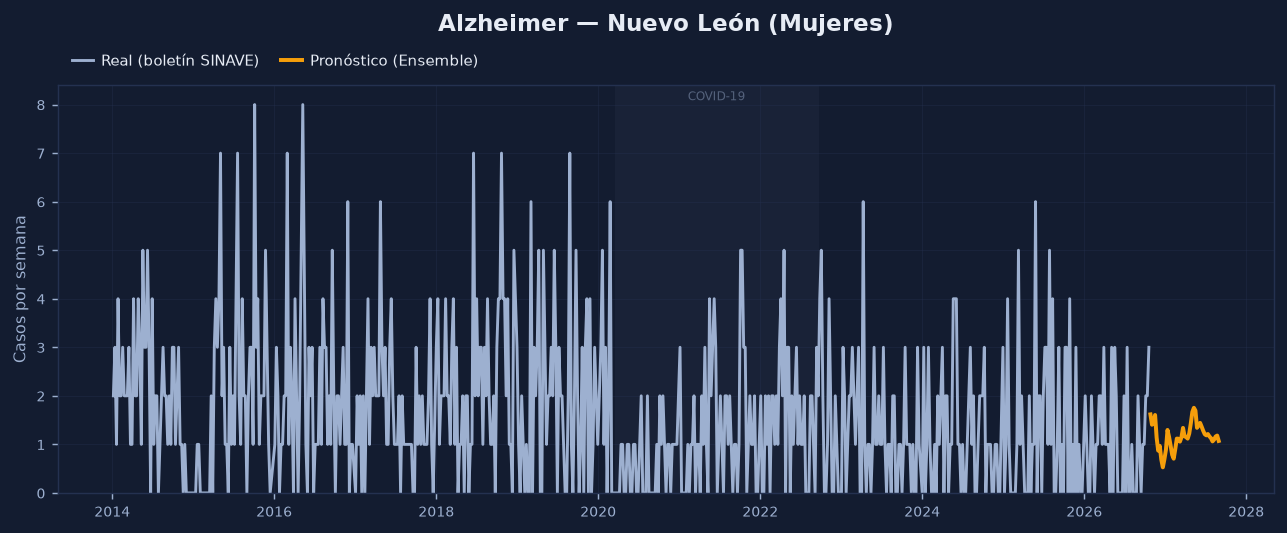 Alzheimer — Nuevo León (Mujeres)
Real (boletín SINAVE) Pronóstico (Ensemble)
COVID-19
Casos por semana
8
7
6
5
4
3
2
1
0
2014 2016 2018 2020 2022 2024 2026 2028